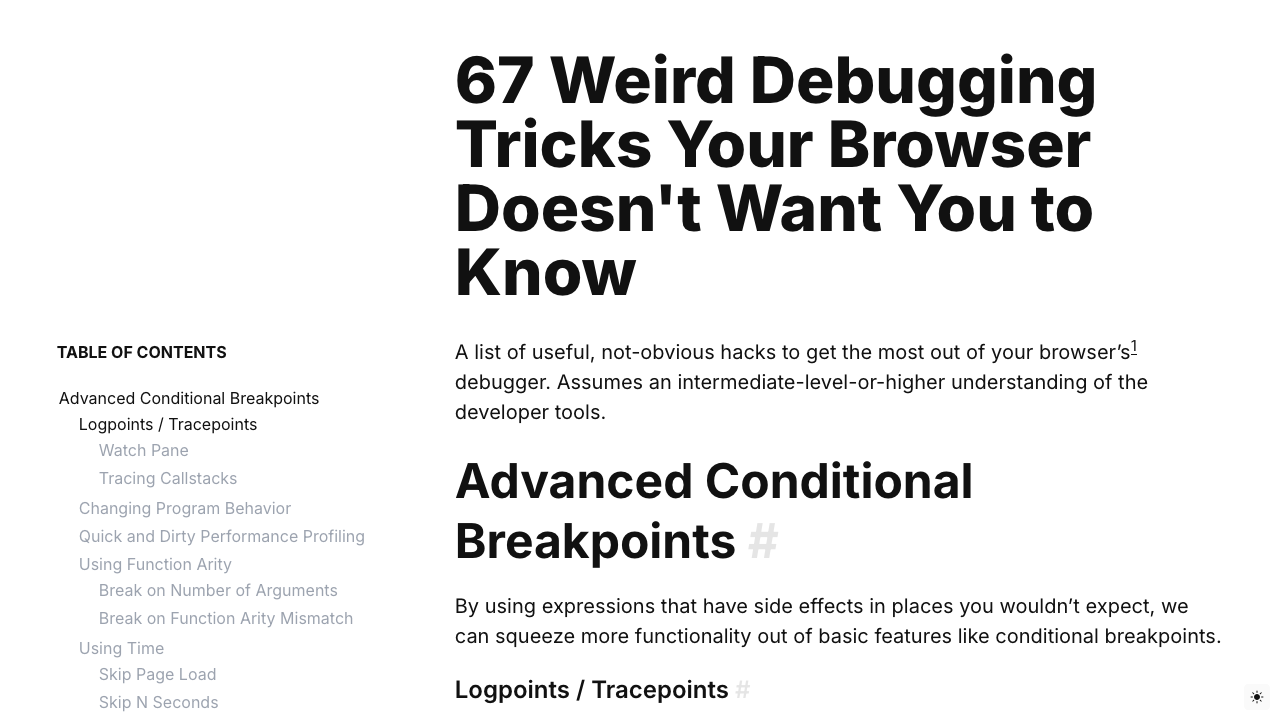 67 Weird Debugging
Tricks Your Browser
Doesn't Want You to
Know
TABLE OF CONTENTS
Advanced Conditional Breakpoints
Logpoints / Tracepoints
Watch Pane
Tracing Callstacks
Changing Program Behavior
Quick and Dirty Performance Profiling
Using Function Arity
Break on Number of Arguments
Break on Function Arity Mismatch
Using Time
Skip Page Load
Skip N Seconds
A list of useful, not-obvious hacks to get the most out of your browser’s1
debugger. Assumes an intermediate-level-or-higher understanding of the
developer tools.
Advanced Conditional
Breakpoints #
By using expressions that have side effects in places you wouldn’t expect, we
can squeeze more functionality out of basic features like conditional breakpoints.
Logpoints / Tracepoints #